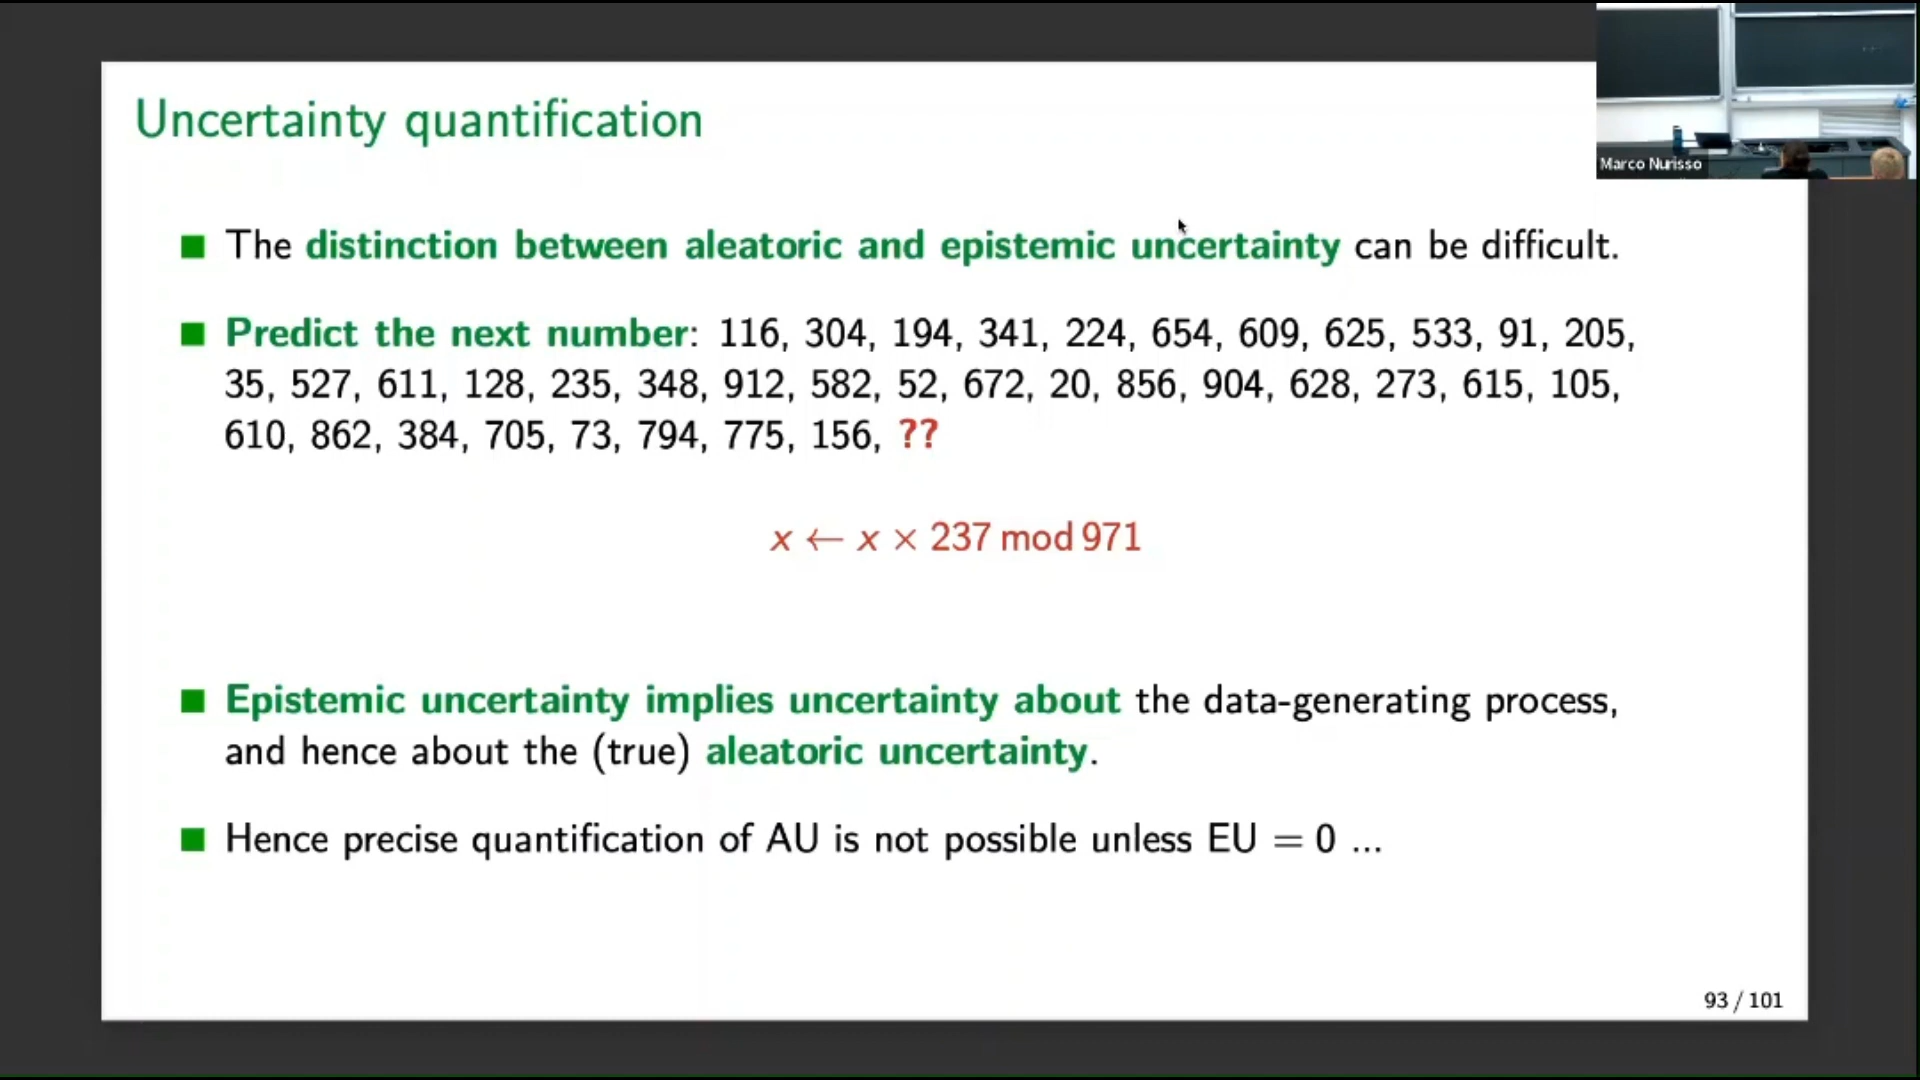 Marco Nurisso
Uncertainty quantification
■ The distinction between aleatoric and epistemic uncertainty can be difficult.
■ Predict the next number: 116, 304, 194, 341, 224, 654, 609, 625, 533, 91, 205,
35, 527, 611, 128, 235, 348, 912, 582, 52, 672, 20, 856, 904, 628, 273, 615, 105,
610, 862, 384, 705, 73, 794, 775, 156, ??
x ← x × 237 mod 971
■ Epistemic uncertainty implies uncertainty about the data-generating process,
and hence about the (true) aleatoric uncertainty.
■ Hence precise quantification of AU is not possible unless EU = 0 ...
93 / 101